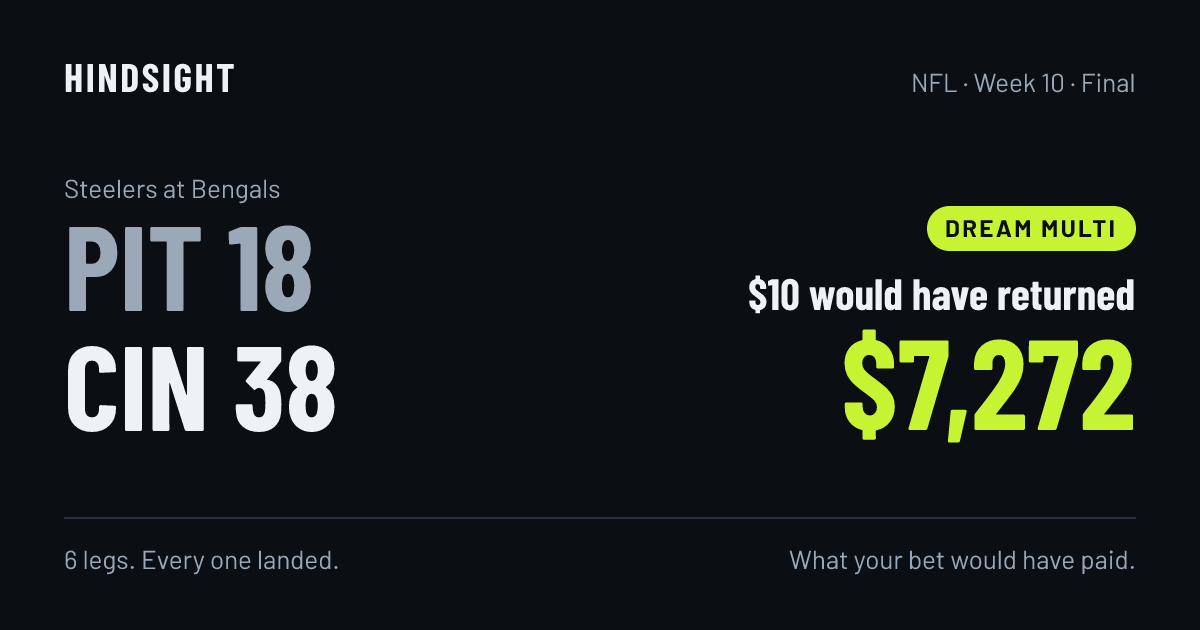 HINDSIGHT
NFL · Week 10 · Final
Steelers at Bengals
PIT 18
CIN 38
DREAM MULTI
$10 would have returned
$7,272
6 legs. Every one landed.
What your bet would have paid.